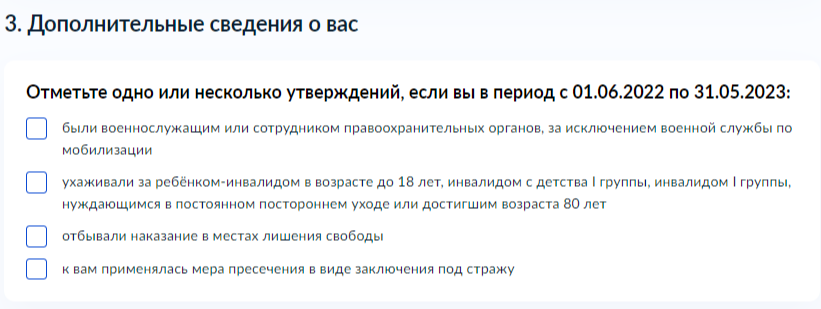 3. Дополнительные сведения о вас
Отметьте одно или несколько утверждений, если вы в период с 01.06.2022 по 31.05.2023:
были военнослужащим или сотрудником правоохранительных органов, за исключением военной службы по
мобилизации
ухаживали за ребёнком-инвалидом в возрасте до 18 лет, инвалидом с детства I группы, инвалидом I группы,
нуждающимся в постоянном постороннем уходе или достигшим возраста 80 лет
отбывали наказание в местах лишения свободы
к вам применялась мера пресечения в виде заключения под стражу